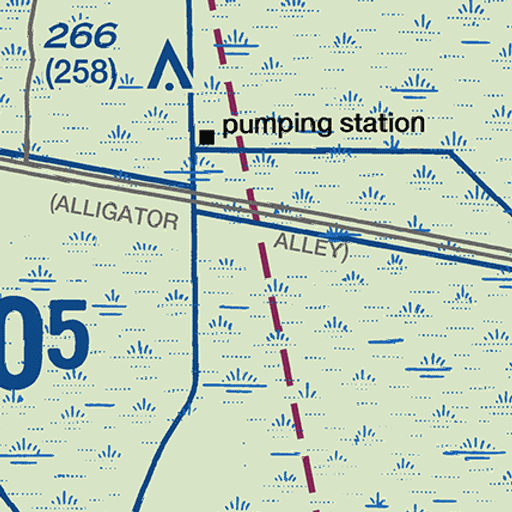 266
(258)
pumping station
(ALLIGATOR
ALLEY)
05